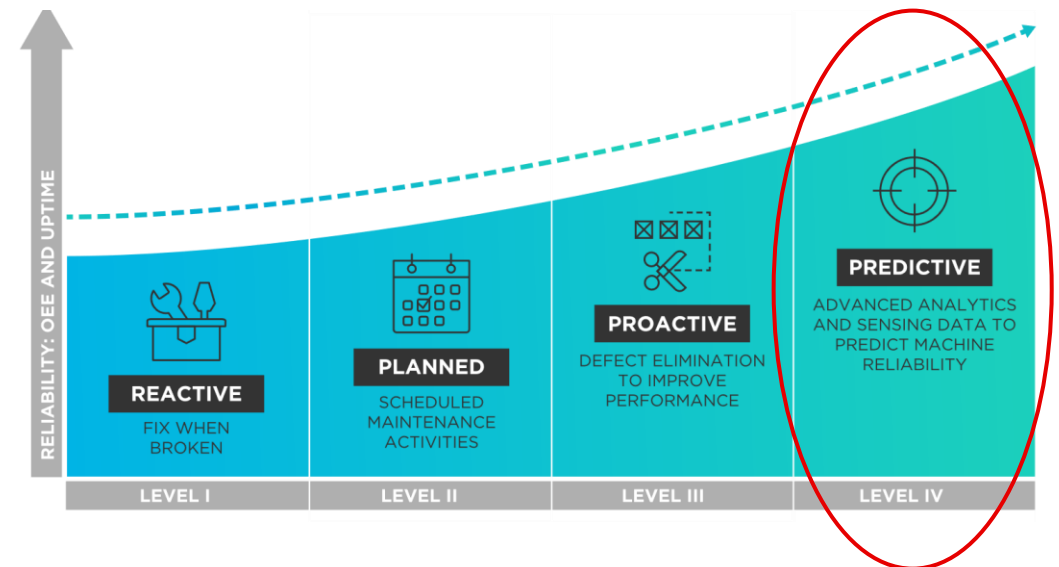 RELIABILITY: OEE AND UPTIME
REACTIVE
FIX WHEN
BROKEN
PLANNED
SCHEDULED
MAINTENANCE
ACTIVITIES
PROACTIVE
DEFECT ELIMINATION
TO IMPROVE
PERFORMANCE
PREDICTIVE
ADVANCED ANALYTICS
AND SENSING DATA TO
PREDICT MACHINE
RELIABILITY
LEVEL I
LEVEL II
LEVEL III
LEVEL IV